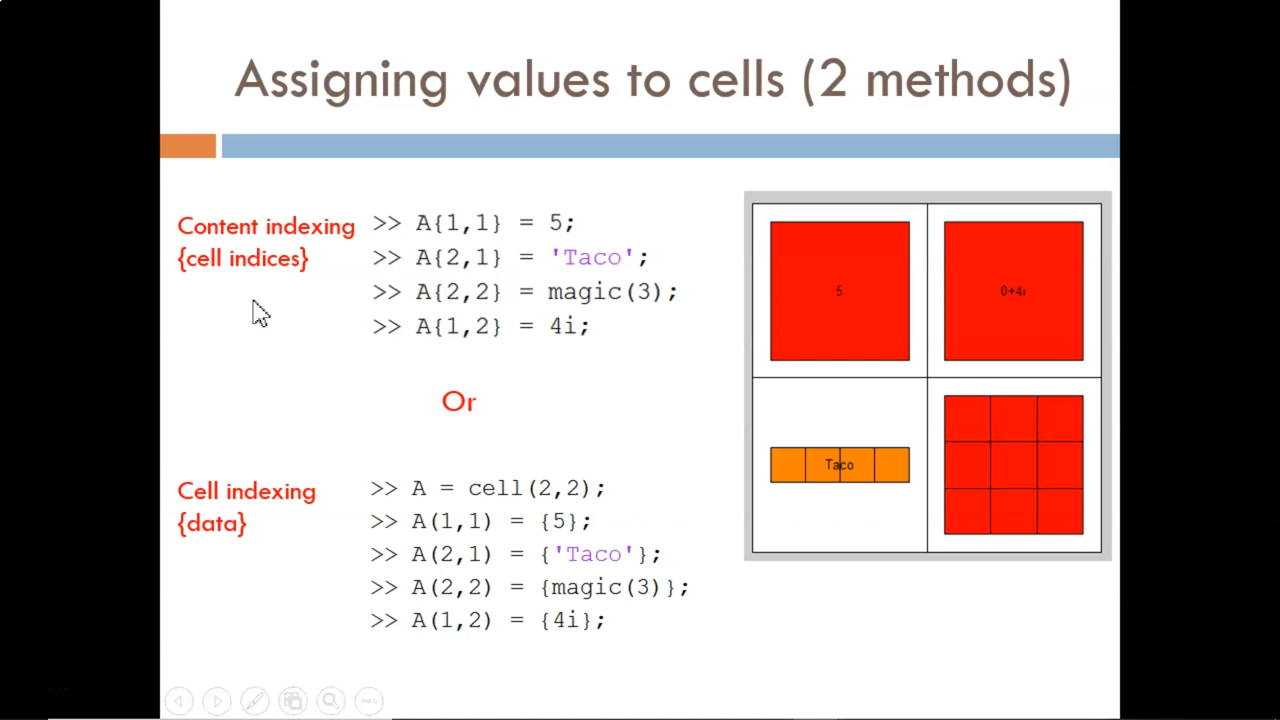 Assigning values to cells (2 methods)
Content indexing
{cell indices}
>> A{1,1} = 5;
>> A{2,1} = 'Taco';
>> A{2,2} = magic(3);
>> A{1,2} = 4i;
Or
Cell indexing
{data}
>> A = cell(2,2);
>> A(1,1) = {5};
>> A(2,1) = {'Taco'};
>> A(2,2) = {magic(3)};
>> A(1,2) = {4i};
5
0+4i
Taco